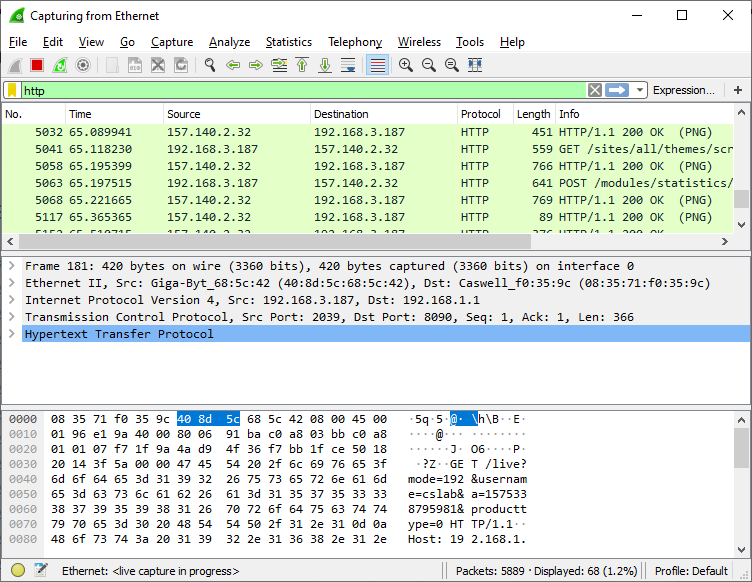 Capturing from Ethernet
File Edit View Go Capture Analyze Statistics Telephony Wireless Tools Help
http Expression... +
No. Time Source Destination Protocol Length Info
5032 65.089941 157.140.2.32 192.168.3.187 HTTP 451 HTTP/1.1 200 OK (PNG)
5041 65.118230 192.168.3.187 157.140.2.32 HTTP 559 GET /sites/all/themes/scr
5058 65.195399 157.140.2.32 192.168.3.187 HTTP 766 HTTP/1.1 200 OK (PNG)
5063 65.197515 192.168.3.187 157.140.2.32 HTTP 641 POST /modules/statistics/
5068 65.221665 157.140.2.32 192.168.3.187 HTTP 769 HTTP/1.1 200 OK (PNG)
5117 65.365365 157.140.2.32 192.168.3.187 HTTP 89 HTTP/1.1 200 OK (PNG)
Frame 181: 420 bytes on wire (3360 bits), 420 bytes captured (3360 bits) on interface 0
Ethernet II, Src: Giga-Byt_68:5c:42 (40:8d:5c:68:5c:42), Dst: Caswell_f0:35:9c (08:35:71:f0:35:9c)
Internet Protocol Version 4, Src: 192.168.3.187, Dst: 192.168.1.1
Transmission Control Protocol, Src Port: 2039, Dst Port: 8090, Seq: 1, Ack: 1, Len: 366
Hypertext Transfer Protocol
0000 08 35 71 f0 35 9c 40 8d 5c 68 5c 42 08 00 45 00 ·5q·5·@· \h\B··E·
0010 01 96 e1 9a 40 00 80 06 91 ba c0 a8 03 bb c0 a8 ····@··· ········
0020 01 01 07 f7 1f 9a 4a d9 4f 36 f7 bb 1f ce 50 18 ······J· O6····P·
0030 20 14 3f 5a 00 00 47 45 54 20 2f 6c 69 76 65 3f ·?Z··GE T /live?
0040 6d 6f 64 65 3d 31 39 32 26 75 73 65 72 6e 61 6d mode=192 &usernam
0050 65 3d 63 73 6c 61 62 26 61 3d 31 35 37 35 33 33 e=cslab& a=157533
0060 38 37 39 35 39 38 31 26 70 72 6f 64 75 63 74 74 8795981& productt
0070 79 70 65 3d 30 20 48 54 54 50 2f 31 2e 31 0d 0a ype=0 HT TP/1.1··
0080 48 6f 73 74 3a 20 31 39 32 2e 31 36 38 2e 31 2e Host: 19 2.168.1.
Ethernet: <live capture in progress> Packets: 5889 · Displayed: 68 (1.2%) Profile: Default